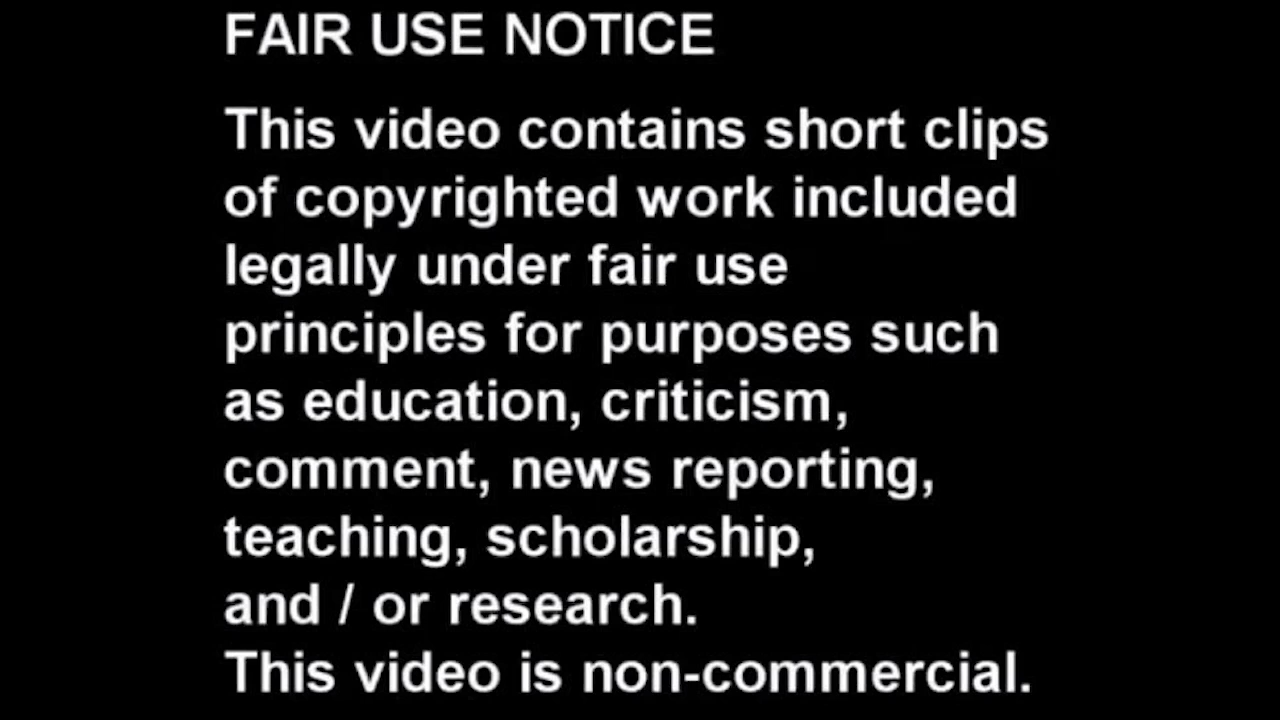 FAIR USE NOTICE
This video contains short clips
of copyrighted work included
legally under fair use
principles for purposes such
as education, criticism,
comment, news reporting,
teaching, scholarship,
and / or research.
This video is non-commercial.